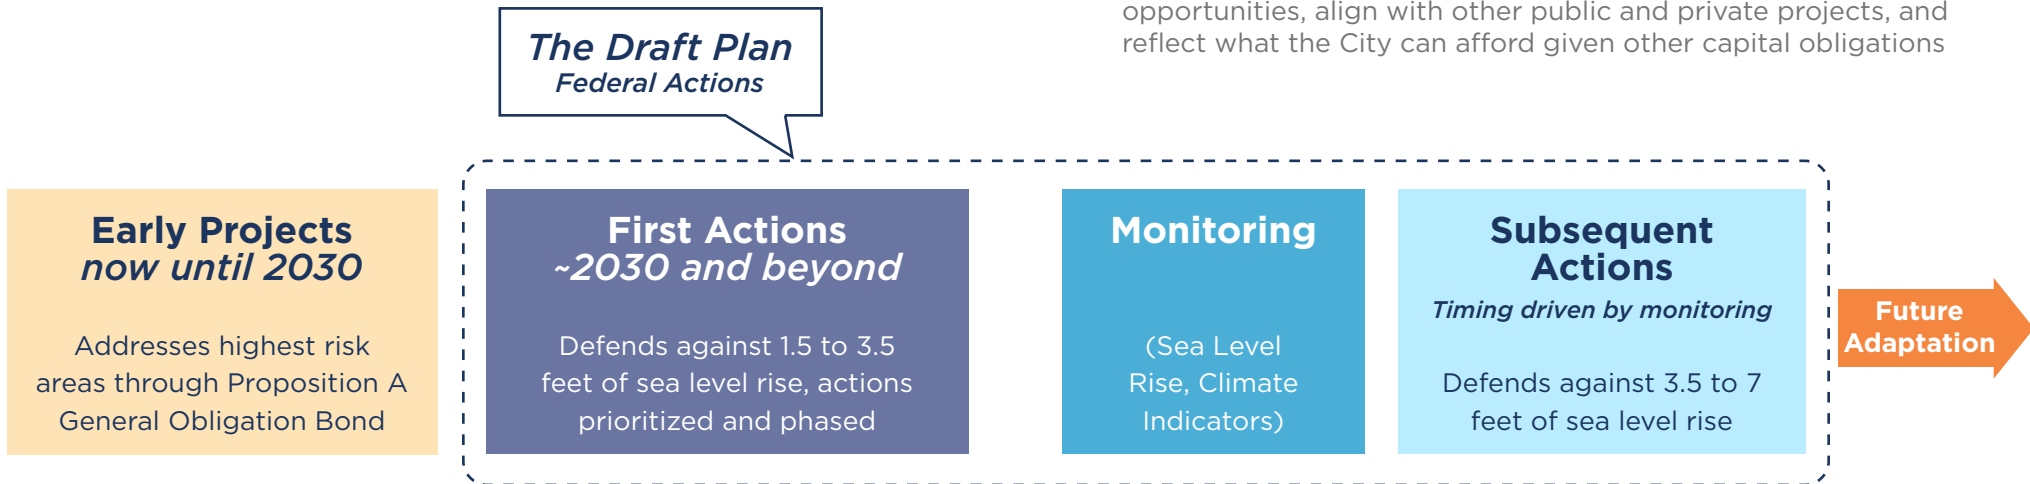 opportunities, align with other public and private projects, and
reflect what the City can afford given other capital obligations
The Draft Plan
Federal Actions
Early Projects
now until 2030
Addresses highest risk
areas through Proposition A
General Obligation Bond
First Actions
~2030 and beyond
Defends against 1.5 to 3.5
feet of sea level rise, actions
prioritized and phased
Monitoring
(Sea Level
Rise, Climate
Indicators)
Subsequent
Actions
Timing driven by monitoring
Defends against 3.5 to 7
feet of sea level rise
Future
Adaptation